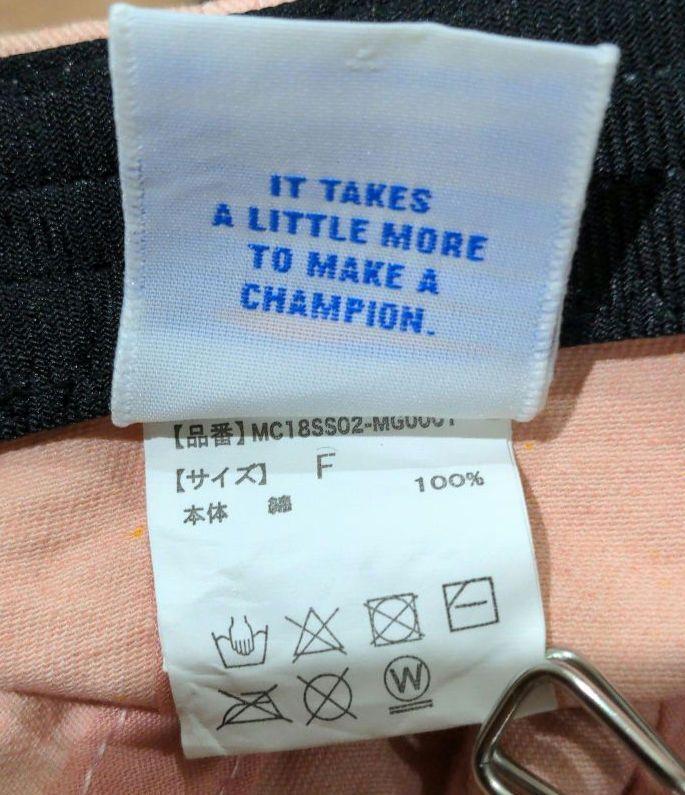 IT TAKES
A LITTLE MORE
TO MAKE A
CHAMPION.
【品番】MC18SS02-MG0001
【サイズ】 F
本体 綿 100%
W